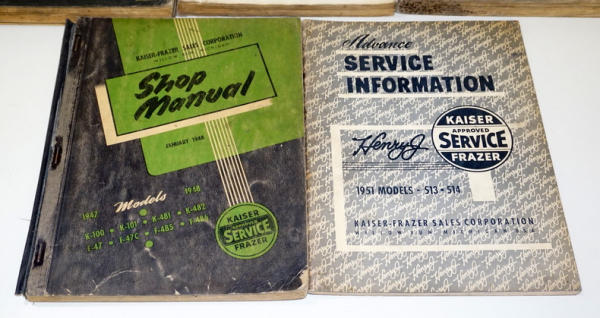 KAISER-FRAZER SALES CORPORATION
WILLOW RUN MICHIGAN
Shop
Manual
JANUARY 1948
Models
1947
1948
K-100 • K-101 • K-481 • K-482
F-47 • F-47C • F-485 • F-486
KAISER
APPROVED
SERVICE
FRAZER
Advance
SERVICE
INFORMATION
Henry J
KAISER
APPROVED
SERVICE
FRAZER
1951 MODELS - 513 - 514
KAISER-FRAZER SALES CORPORATION
WILLOW RUN, MICHIGAN